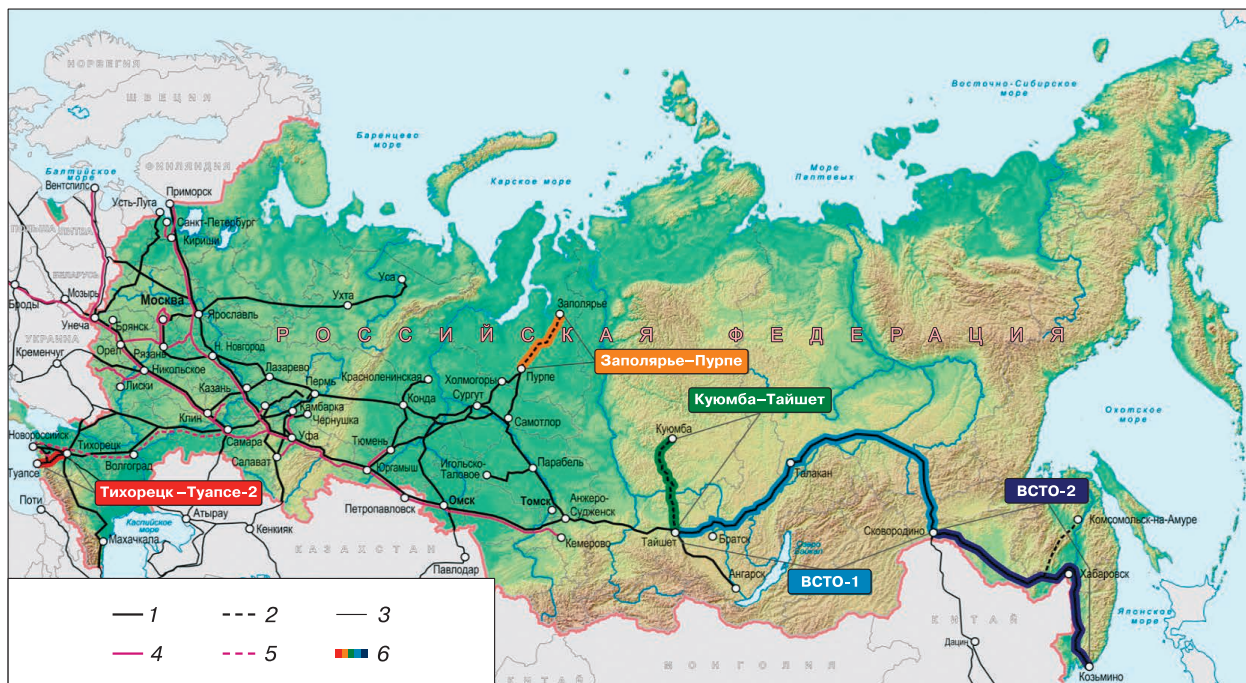 НОРВЕГИЯ
ШВЕЦИЯ
ФИНЛЯНДИЯ
Восточно-Сибирское
море
Баренцево
море
Карское море
Море
Лаптевых
Балтийское
море
Вентспилс
Приморск
Усть-Луга
Санкт-Петербург
Кириши
ПОЛЬША
ЛИТВА
БЕЛАРУСЬ
Мозырь
Броды
Унеча
Москва
Брянск
Ярославль
Ухта
Уса
Заполярье
РОССИЙСКАЯ ФЕДЕРАЦИЯ
УКРАИНА
Кременчуг
Орел
Рязань
Н. Новгород
Никольское
Лазарево
Казань
Пермь
Красноленинская
Холмогоры
Пурпе
Заполярье–Пурпе
Лиски
Камбарка
Чернушка
Конда
Сургут
Самотлор
Куюмба–Тайшет
Клин
Куюмба
Охотское
море
Новороссийск
Тихорецк
Самара
Уфа
Тюмень
Туапсе
Волгоград
Салават
Юргамыш
Игольско-
Таловое
Парабель
Талакан
Тихорецк–Туапсе-2
ВСТО-2
Поти
Атырау
Петропавловск
Омск
Томск
Анжеро-
Судженск
Комсомольск-на-Амуре
Каспийское
море
Кенкияк
Махачкала
КАЗАХСТАН
Кемерово
Тайшет
Братск
Сковородино
Озеро
Байкал
Павлодар
Ангарск
ВСТО-1
Хабаровск
КИТАЙ
Японское
море
Дацин
МОНГОЛИЯ
КИТАЙ
Козьмино
1
2
3
4
5
6